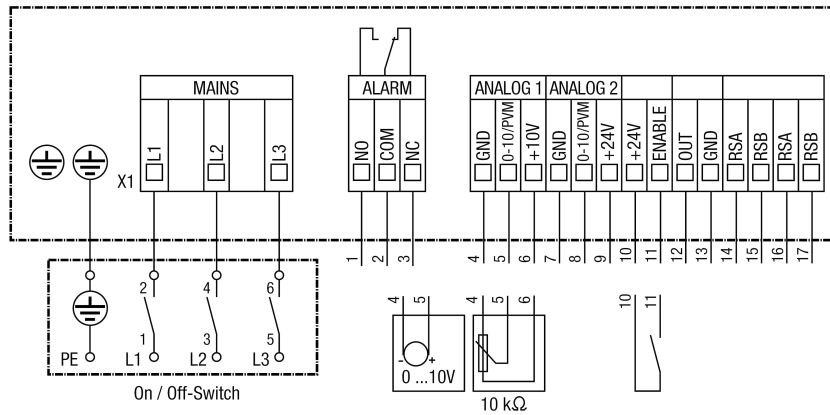 MAINS
ALARM
ANALOG 1 ANALOG 2
X1 L1 L2 L3
NO COM NC
GND 0-10/PVM +10V GND 0-10/PVM +24V +24V ENABLE OUT GND RSA RSB RSA RSB
1 2 3 4 5 6 7 8 9 10 11 12 13 14 15 16 17
2 4 6
4 5
4 5 6
10 11
1 3 5
PE L1 L2 L3
- +
0 ...10V
10 kΩ
On / Off-Switch